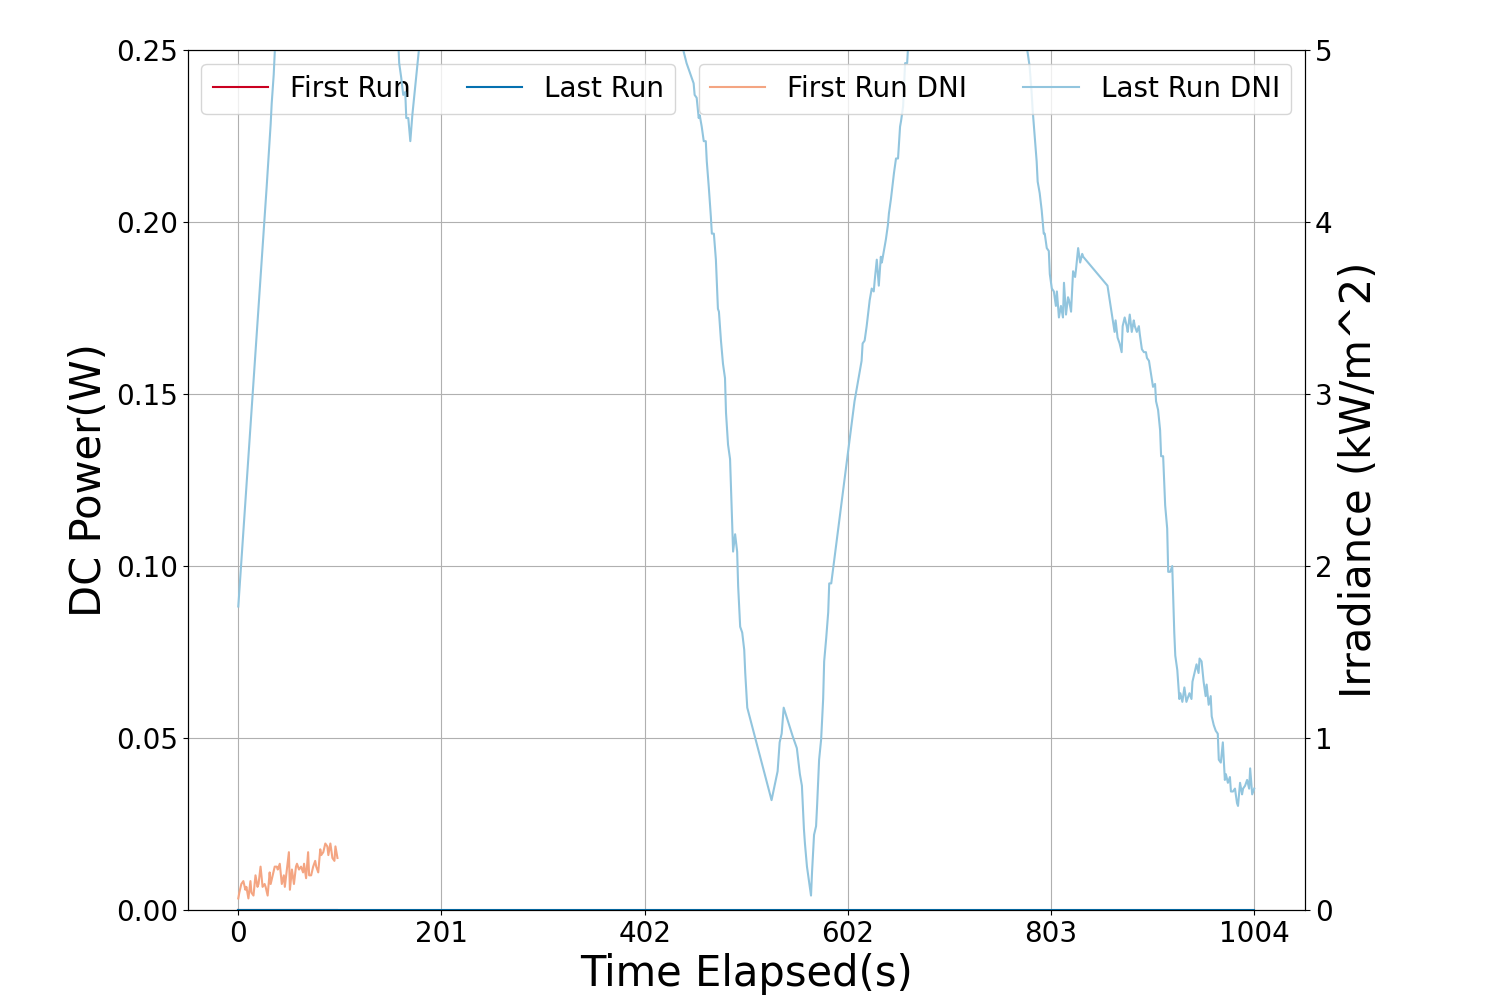 First Run
Last Run
First Run DNI
Last Run DNI
0.25
0.20
0.15
0.10
0.05
0.00
DC Power(W)
5
4
3
2
1
0
Irradiance (kW/m^2)
0 201 402 602 803 1004
Time Elapsed(s)